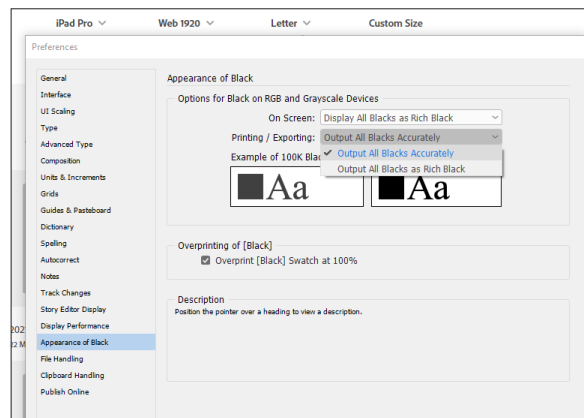 iPad Pro
Web 1920
Letter
Custom Size
Preferences
General
Interface
UI Scaling
Type
Advanced Type
Composition
Units & Increments
Grids
Guides & Pasteboard
Dictionary
Spelling
Autocorrect
Notes
Track Changes
Story Editor Display
Display Performance
Appearance of Black
File Handling
Clipboard Handling
Publish Online
Appearance of Black
Options for Black on RGB and Grayscale Devices
On Screen: Display All Blacks as Rich Black
Printing / Exporting: Output All Blacks Accurately
Output All Blacks Accurately
Output All Blacks as Rich Black
Example of 100K
Aa
Aa
Overprinting of [Black]
Overprint [Black] Swatch at 100%
Description
Position the pointer over a heading to view a description.
22 M